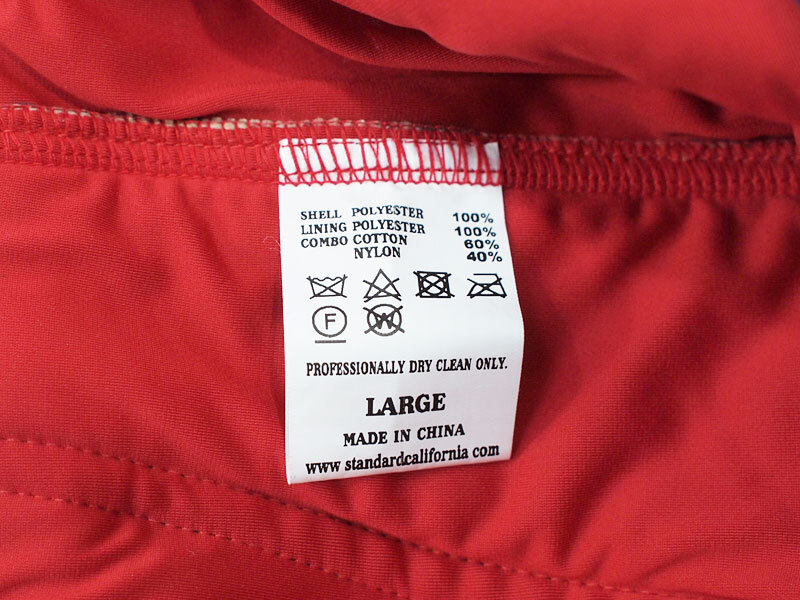 SHELL POLYESTER 100%
LINING POLYESTER 100%
COMBO COTTON 60%
NYLON 40%
F W
PROFESSIONALLY DRY CLEAN ONLY.
LARGE
MADE IN CHINA
www.standardcalifornia.com